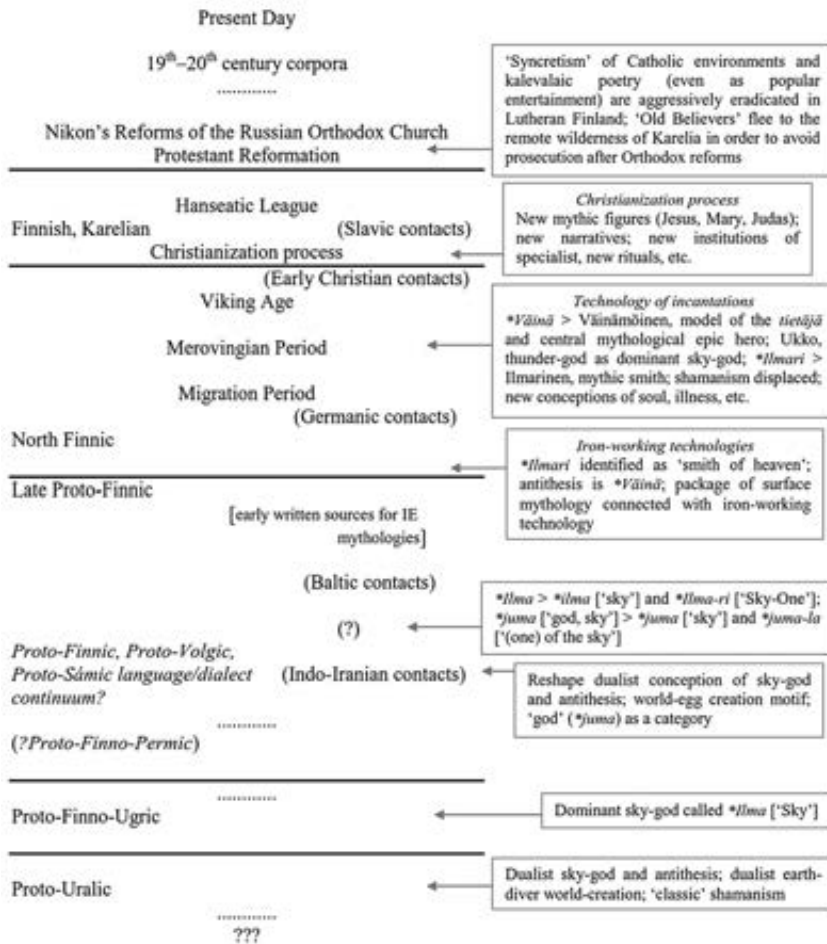 Present Day
19th–20th century corpora
............
Nikon's Reforms of the Russian Orthodox Church
Protestant Reformation
'Syncretism' of Catholic environments and
kalevalaic poetry (even as popular
entertainment) are aggressively eradicated in
Lutheran Finland; 'Old Believers' flee to the
remote wilderness of Karelia in order to avoid
prosecution after Orthodox reforms
Hanseatic League
Finnish, Karelian (Slavic contacts)
Christianization process
Christianization process
New mythic figures (Jesus, Mary, Judas);
new narratives; new institutions of
specialist, new rituals, etc.
(Early Christian contacts)
Viking Age
Merovingian Period
Migration Period
(Germanic contacts)
North Finnic
Technology of incantations
*Väinä > Väinämöinen, model of the tietäjä
and central mythological epic hero; Ukko,
thunder-god as dominant sky-god; *Ilmari >
Ilmarinen, mythic smith; shamanism displaced;
new conceptions of soul, illness, etc.
Iron-working technologies
*Ilmari identified as 'smith of heaven';
antithesis is *Väinä; package of surface
mythology connected with iron-working
technology
Late Proto-Finnic
[early written sources for IE
mythologies]
(Baltic contacts)
(?)
*Ilma > *ilma ['sky'] and *Ilma-ri ['Sky-One'];
*juma ['god, sky'] > *juma ['sky'] and *juma-la
['(one) of the sky']
Proto-Finnic, Proto-Volgic,
Proto-Sámic language/dialect (Indo-Iranian contacts)
continuum?
Reshape dualist conception of sky-god
and antithesis; world-egg creation motif;
'god' (*juma) as a category
............
(?Proto-Finno-Permic)
............
Proto-Finno-Ugric
Dominant sky-god called *Ilma ['Sky']
Proto-Uralic
Dualist sky-god and antithesis; dualist earth-
diver world-creation; 'classic' shamanism
............
???